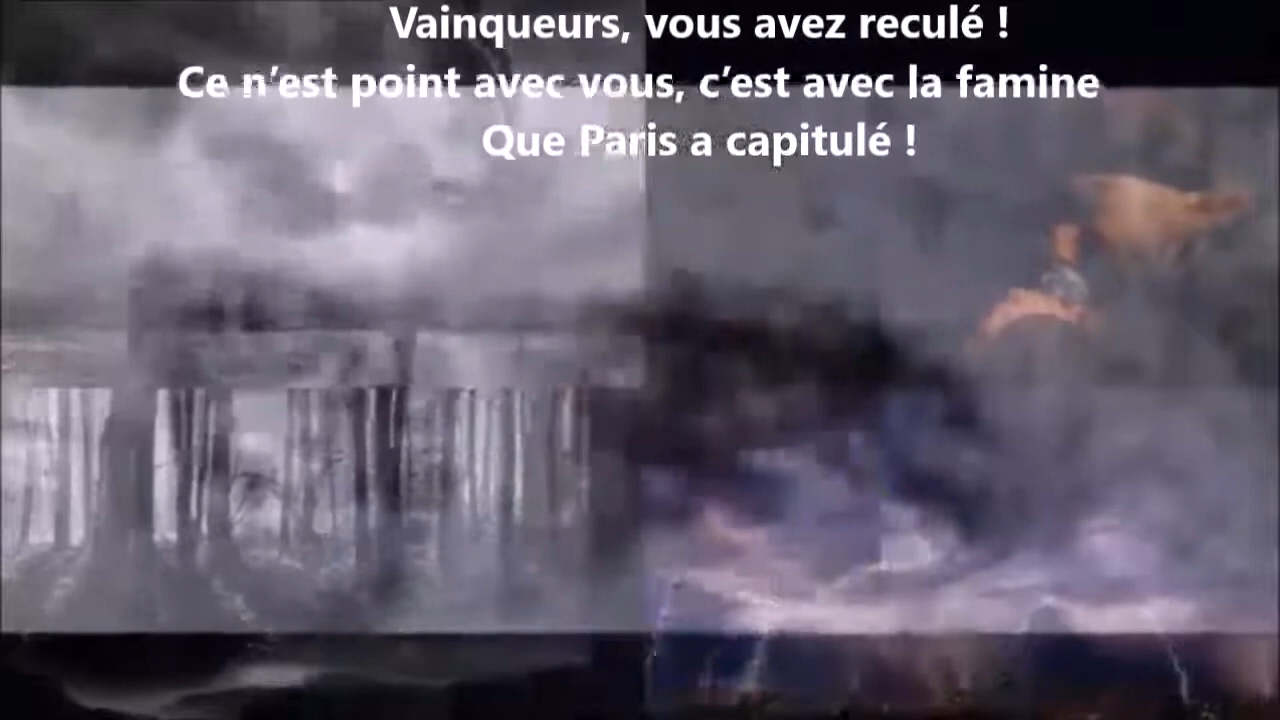 Vainqueurs, vous avez reculé !
Ce n’est point avec vous, c’est avec la famine
Que Paris a capitulé !